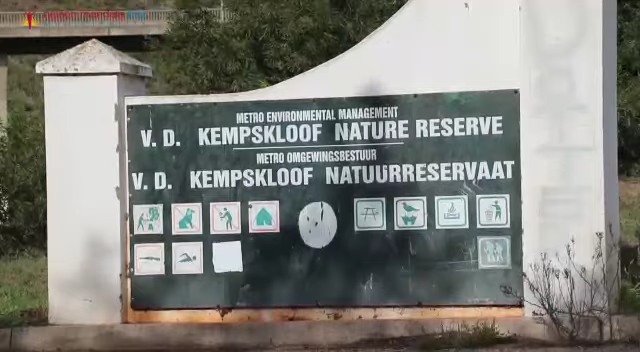 METRO ENVIRONMENTAL MANAGEMENT
V. D. KEMPSKLOOF NATURE RESERVE
METRO OMGEWINGSBESTUUR
V. D. KEMPSKLOOF NATUURRESERVAAT